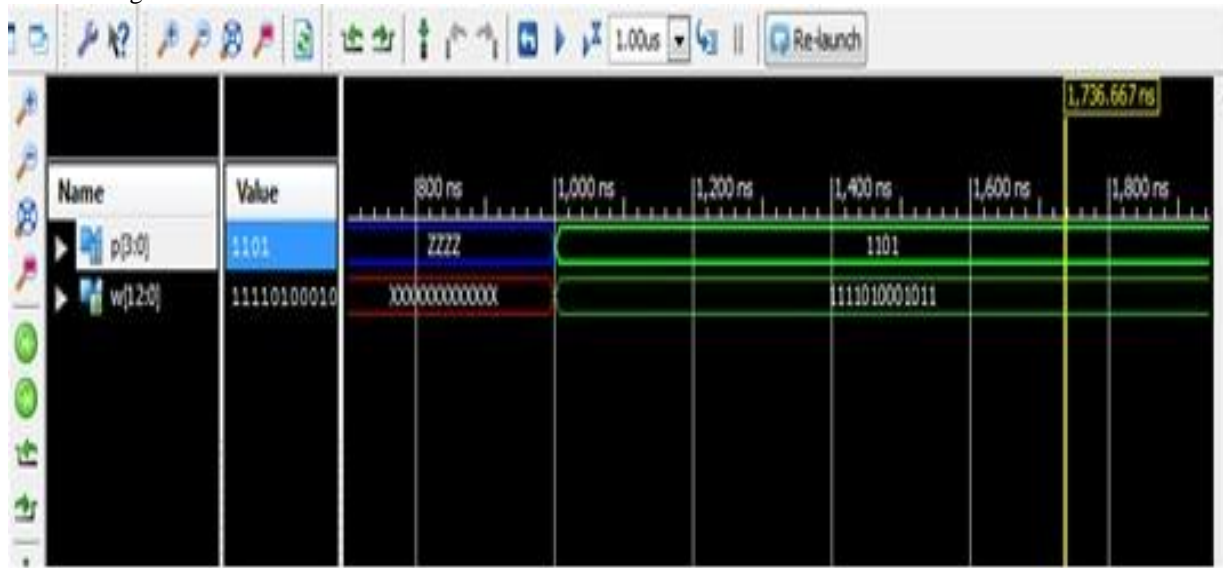 1.00us Re-launch
1,736.667 ns
Name Value 800 ns 1,000 ns 1,200 ns 1,400 ns 1,600 ns 1,800 ns
p[3:0] 1101 ZZZZ 1101
w[12:0] 11110100010 XXXXXXXXXXXXX 1111010001011